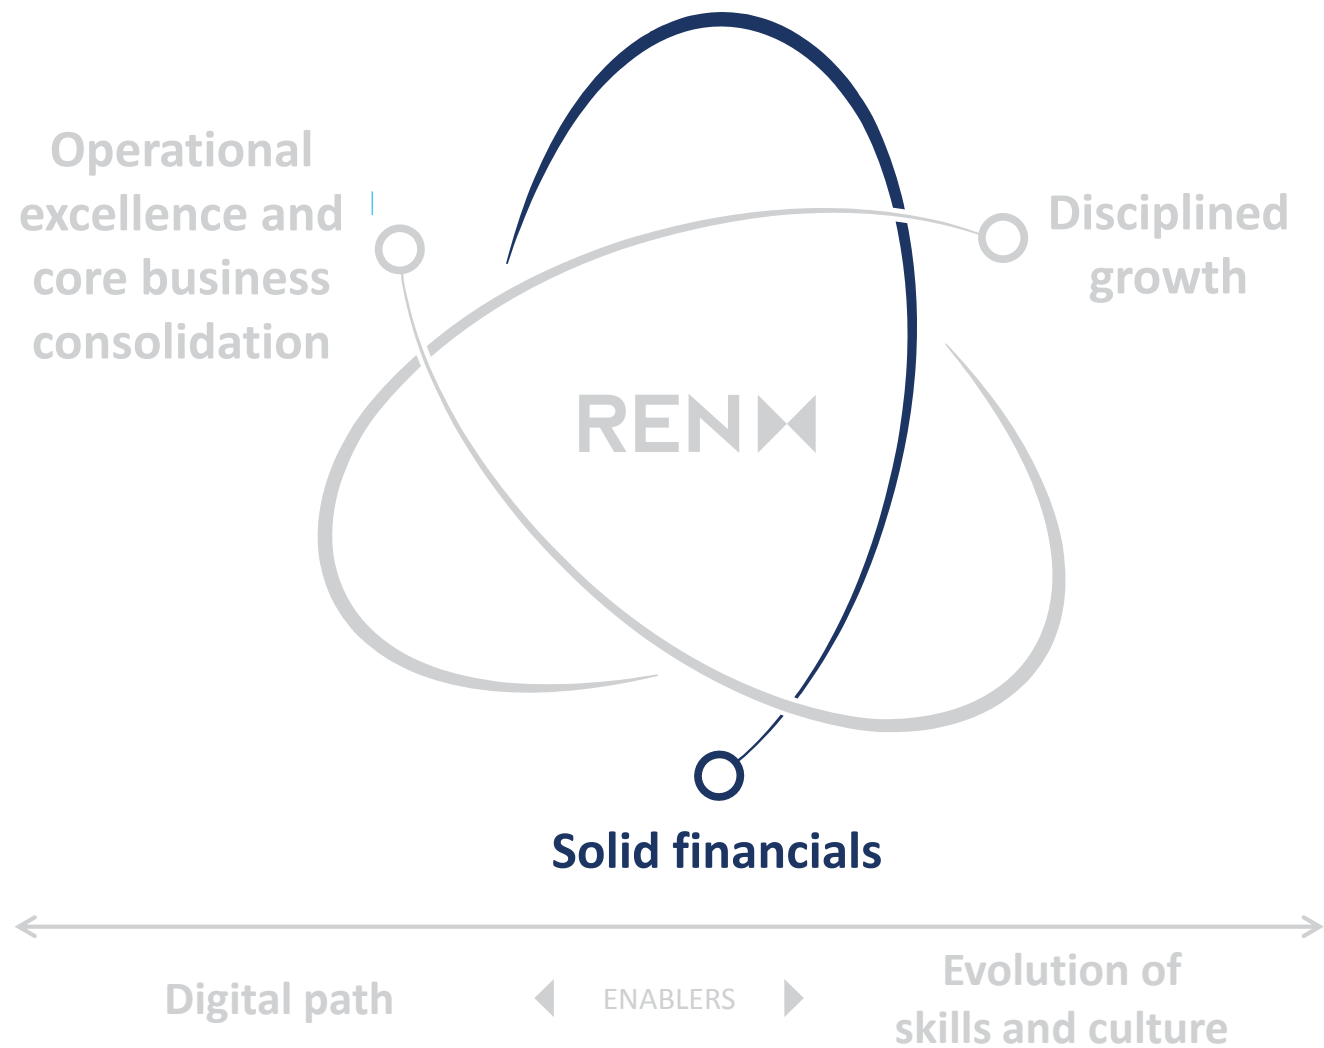 Operational
excellence and
core business
consolidation
Disciplined
growth
REN
Solid financials
Digital path
ENABLERS
Evolution of
skills and culture